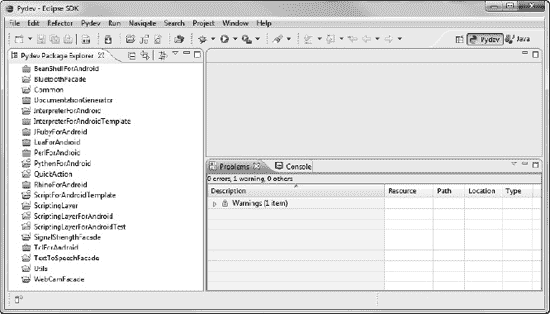 Pydev - Eclipse SDK
File Edit Refactor Pydev Run Navigate Search Project Window Help
Pydev
Java
Pydev Package Explorer
BeanShellForAndroid
BluetoothFacade
Common
DocumentationGenerator
InterpreterForAndroid
InterpreterForAndroidTemplate
JRubyForAndroid
LuaForAndroid
PerlForAndroid
PythonForAndroid
QuickAction
RhinoForAndroid
ScriptForAndroidTemplate
ScriptingLayer
ScriptingLayerForAndroid
ScriptingLayerForAndroidTest
SignalStrengthFacade
TclForAndroid
TextToSpeechFacade
Utils
WebCamFacade
Problems
Console
0 errors, 1 warning, 0 others
Description Resource Path Location Type
Warnings (1 item)